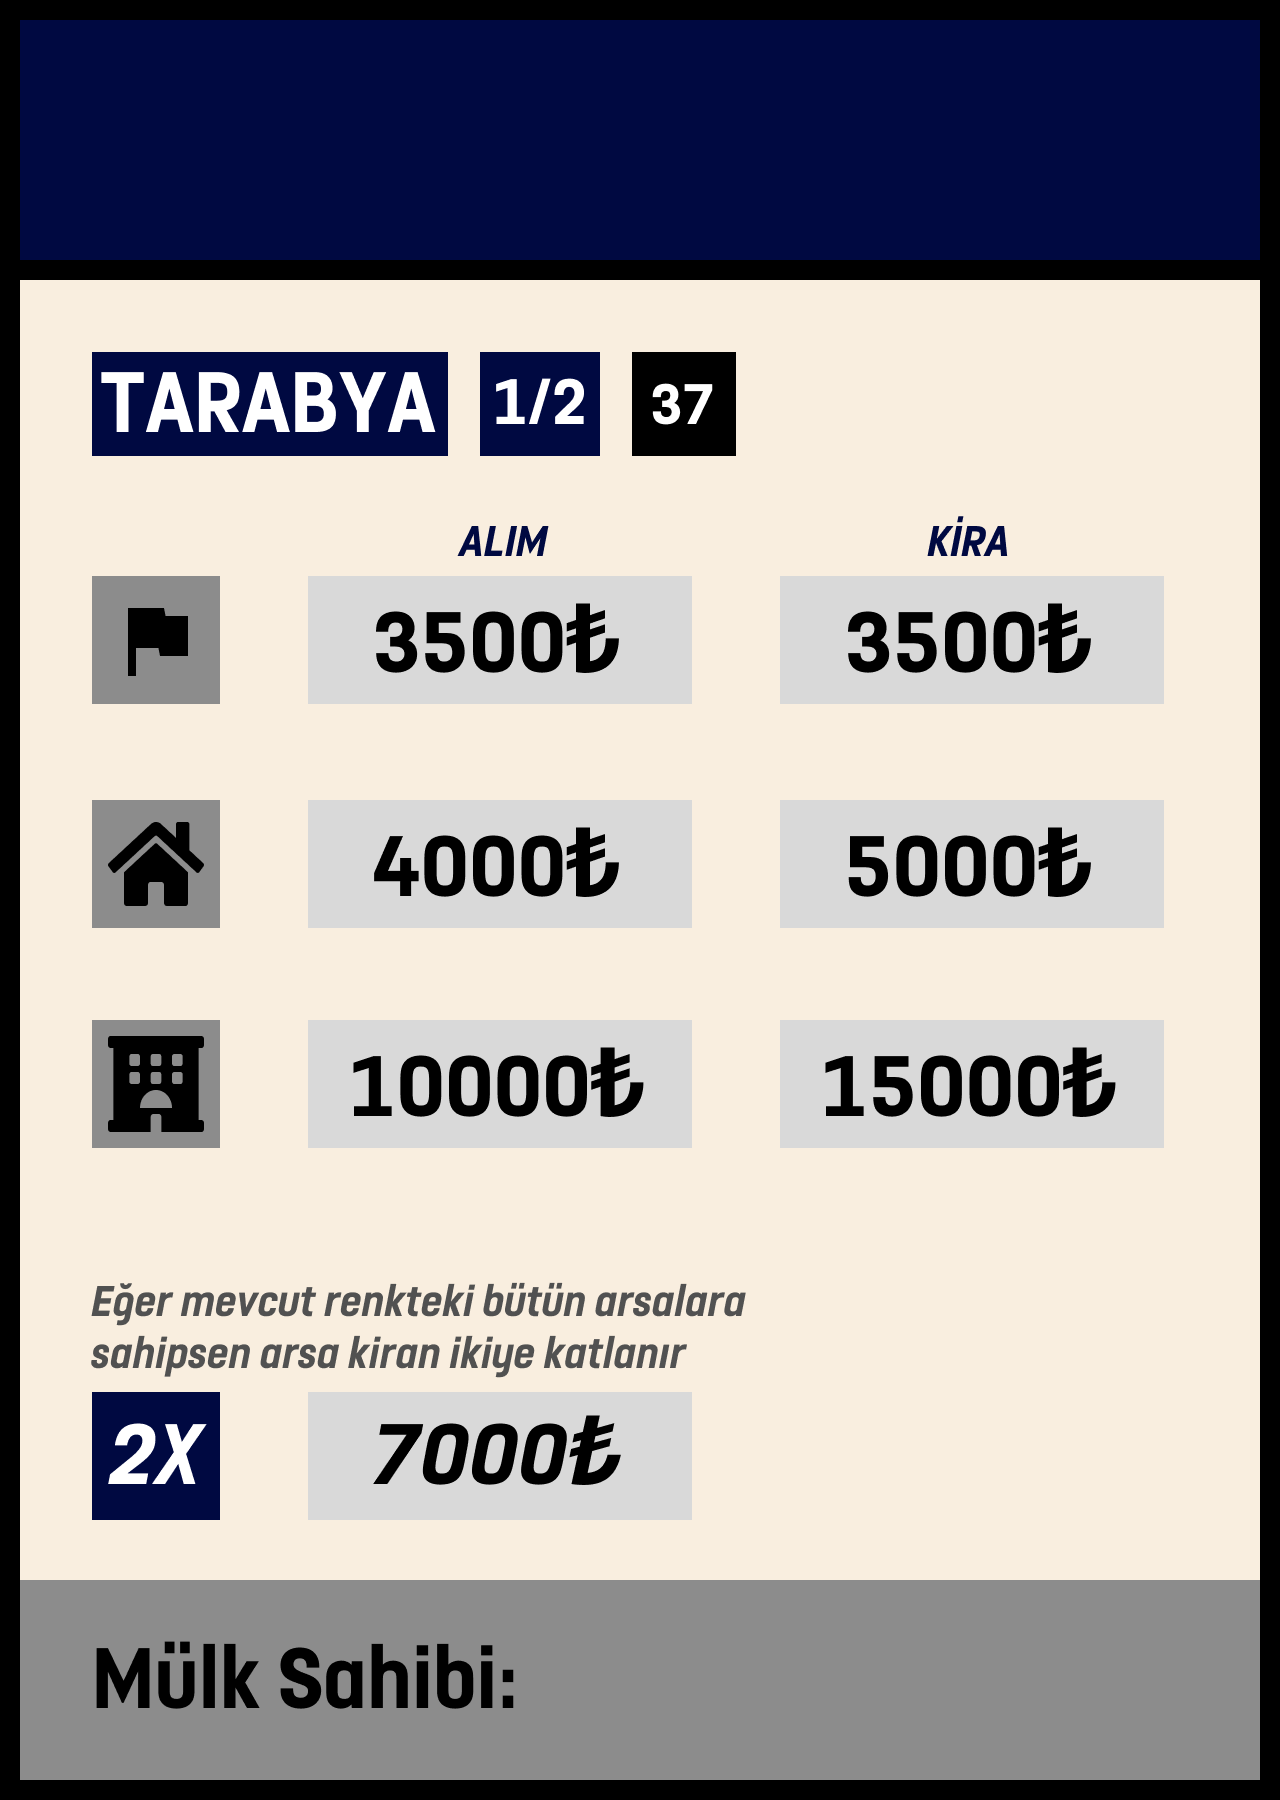 TARABYA 1/2 37
ALIM KİRA
3500₺ 3500₺
4000₺ 5000₺
10000₺ 15000₺
Eğer mevcut renkteki bütün arsalara
sahipsen arsa kiran ikiye katlanır
2X 7000₺
Mülk Sahibi: